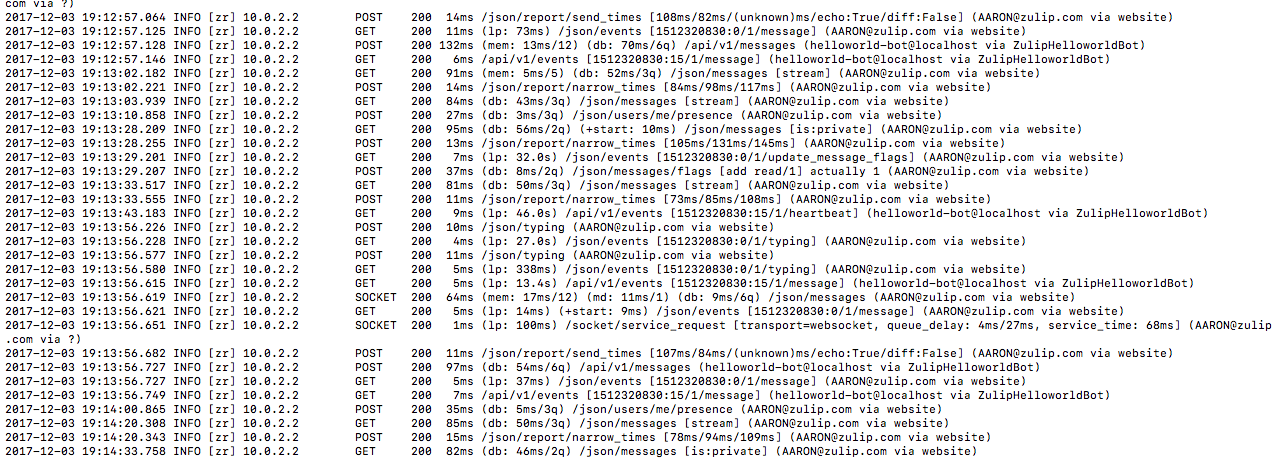 com via ?)
2017-12-03 19:12:57.064 INFO [zr] 10.0.2.2 POST 200 14ms /json/report/send_times [108ms/82ms/(unknown)ms/echo:True/diff:False] (AARON@zulip.com via website)
2017-12-03 19:12:57.125 INFO [zr] 10.0.2.2 GET 200 11ms (lp: 73ms) /json/events [1512320830:0/1/message] (AARON@zulip.com via website)
2017-12-03 19:12:57.128 INFO [zr] 10.0.2.2 POST 200 132ms (mem: 13ms/12) (db: 70ms/6q) /api/v1/messages (helloworld-bot@localhost via ZulipHelloworldBot)
2017-12-03 19:12:57.146 INFO [zr] 10.0.2.2 GET 200 6ms /api/v1/events [1512320830:15/1/message] (helloworld-bot@localhost via ZulipHelloworldBot)
2017-12-03 19:13:02.182 INFO [zr] 10.0.2.2 GET 200 91ms (mem: 5ms/5) (db: 52ms/3q) /json/messages [stream] (AARON@zulip.com via website)
2017-12-03 19:13:02.221 INFO [zr] 10.0.2.2 POST 200 14ms /json/report/narrow_times [84ms/98ms/117ms] (AARON@zulip.com via website)
2017-12-03 19:13:03.939 INFO [zr] 10.0.2.2 GET 200 84ms (db: 43ms/3q) /json/messages [stream] (AARON@zulip.com via website)
2017-12-03 19:13:10.858 INFO [zr] 10.0.2.2 POST 200 27ms (db: 3ms/3q) /json/users/me/presence (AARON@zulip.com via website)
2017-12-03 19:13:28.209 INFO [zr] 10.0.2.2 GET 200 95ms (db: 56ms/2q) (+start: 10ms) /json/messages [is:private] (AARON@zulip.com via website)
2017-12-03 19:13:28.255 INFO [zr] 10.0.2.2 POST 200 13ms /json/report/narrow_times [105ms/131ms/145ms] (AARON@zulip.com via website)
2017-12-03 19:13:29.201 INFO [zr] 10.0.2.2 GET 200 7ms (lp: 32.0s) /json/events [1512320830:0/1/update_message_flags] (AARON@zulip.com via website)
2017-12-03 19:13:29.207 INFO [zr] 10.0.2.2 POST 200 37ms (db: 8ms/2q) /json/messages/flags [add read/1] actually 1 (AARON@zulip.com via website)
2017-12-03 19:13:33.517 INFO [zr] 10.0.2.2 GET 200 81ms (db: 50ms/3q) /json/messages [stream] (AARON@zulip.com via website)
2017-12-03 19:13:33.555 INFO [zr] 10.0.2.2 POST 200 11ms /json/report/narrow_times [73ms/85ms/108ms] (AARON@zulip.com via website)
2017-12-03 19:13:43.183 INFO [zr] 10.0.2.2 GET 200 9ms (lp: 46.0s) /api/v1/events [1512320830:15/1/heartbeat] (helloworld-bot@localhost via ZulipHelloworldBot)
2017-12-03 19:13:56.226 INFO [zr] 10.0.2.2 POST 200 10ms /json/typing (AARON@zulip.com via website)
2017-12-03 19:13:56.228 INFO [zr] 10.0.2.2 GET 200 4ms (lp: 27.0s) /json/events [1512320830:0/1/typing] (AARON@zulip.com via website)
2017-12-03 19:13:56.577 INFO [zr] 10.0.2.2 POST 200 11ms /json/typing (AARON@zulip.com via website)
2017-12-03 19:13:56.580 INFO [zr] 10.0.2.2 GET 200 5ms (lp: 338ms) /json/events [1512320830:0/1/typing] (AARON@zulip.com via website)
2017-12-03 19:13:56.615 INFO [zr] 10.0.2.2 GET 200 5ms (lp: 13.4s) /api/v1/events [1512320830:15/1/message] (helloworld-bot@localhost via ZulipHelloworldBot)
2017-12-03 19:13:56.619 INFO [zr] 10.0.2.2 SOCKET 200 64ms (mem: 17ms/12) (md: 11ms/1) (db: 9ms/6q) /json/messages (AARON@zulip.com via website)
2017-12-03 19:13:56.621 INFO [zr] 10.0.2.2 GET 200 5ms (lp: 14ms) (+start: 9ms) /json/events [1512320830:0/1/message] (AARON@zulip.com via website)
2017-12-03 19:13:56.651 INFO [zr] 10.0.2.2 SOCKET 200 1ms (lp: 100ms) /socket/service_request [transport=websocket, queue_delay: 4ms/27ms, service_time: 68ms] (AARON@zulip
.com via ?)
2017-12-03 19:13:56.682 INFO [zr] 10.0.2.2 POST 200 11ms /json/report/send_times [107ms/84ms/(unknown)ms/echo:True/diff:False] (AARON@zulip.com via website)
2017-12-03 19:13:56.727 INFO [zr] 10.0.2.2 POST 200 97ms (db: 54ms/6q) /api/v1/messages (helloworld-bot@localhost via ZulipHelloworldBot)
2017-12-03 19:13:56.727 INFO [zr] 10.0.2.2 GET 200 5ms (lp: 37ms) /json/events [1512320830:0/1/message] (AARON@zulip.com via website)
2017-12-03 19:13:56.749 INFO [zr] 10.0.2.2 GET 200 7ms /api/v1/events [1512320830:15/1/message] (helloworld-bot@localhost via ZulipHelloworldBot)
2017-12-03 19:14:00.865 INFO [zr] 10.0.2.2 POST 200 35ms (db: 5ms/3q) /json/users/me/presence (AARON@zulip.com via website)
2017-12-03 19:14:20.308 INFO [zr] 10.0.2.2 GET 200 85ms (db: 50ms/3q) /json/messages [stream] (AARON@zulip.com via website)
2017-12-03 19:14:20.343 INFO [zr] 10.0.2.2 POST 200 15ms /json/report/narrow_times [78ms/94ms/109ms] (AARON@zulip.com via website)
2017-12-03 19:14:33.758 INFO [zr] 10.0.2.2 GET 200 82ms (db: 46ms/2q) /json/messages [is:private] (AARON@zulip.com via website)